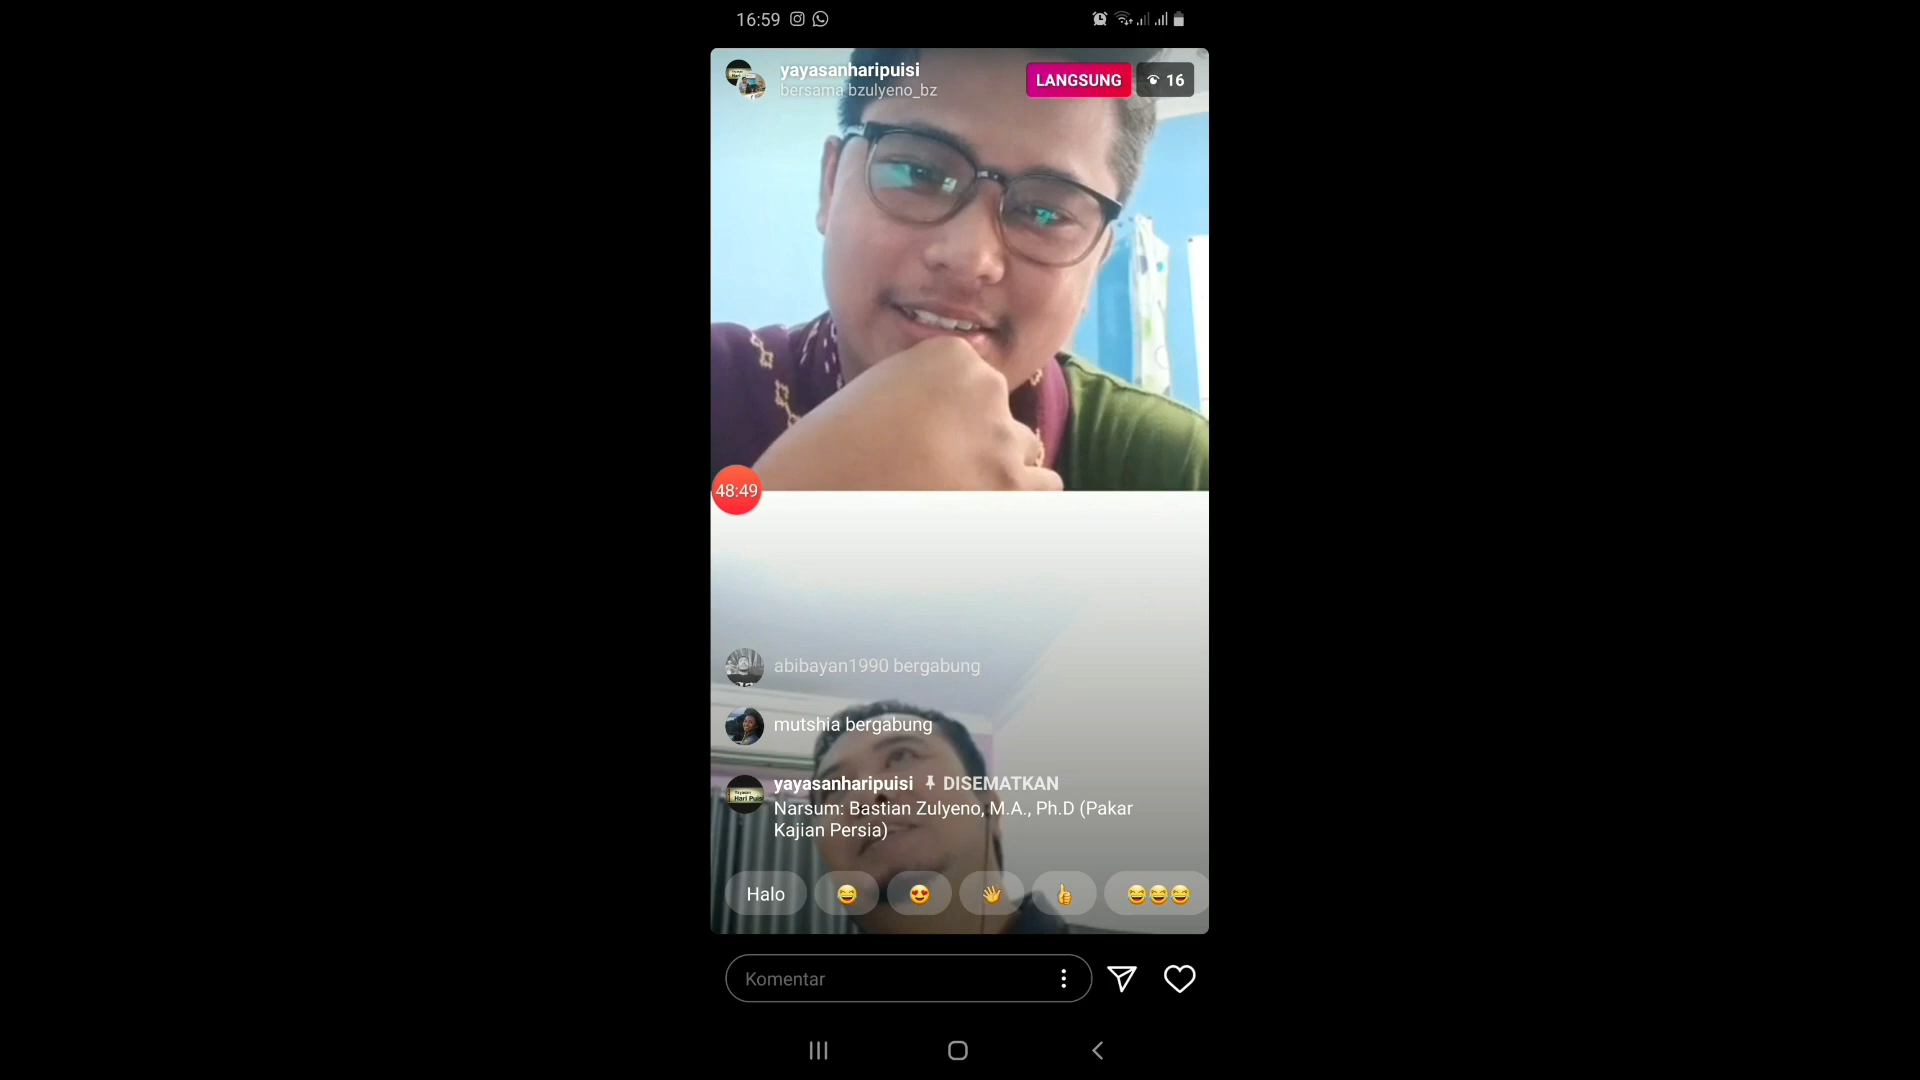 16:59
yayasanharipuisi
bersama bzulyeno_bz
LANGSUNG
16
48:49
abibayan1990 bergabung
mutshia bergabung
yayasanharipuisi DISEMATKAN
Narsum: Bastian Zulyeno, M.A., Ph.D (Pakar
Kajian Persia)
Halo
Komentar